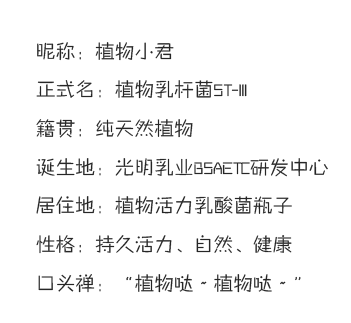 昵称：植物小君
正式名：植物乳杆菌ST-III
籍贯：纯天然植物
诞生地：光明乳业BSAETC研发中心
居住地：植物活力乳酸菌瓶子
性格：持久活力、自然、健康
口头禅：“植物哒～植物哒～”